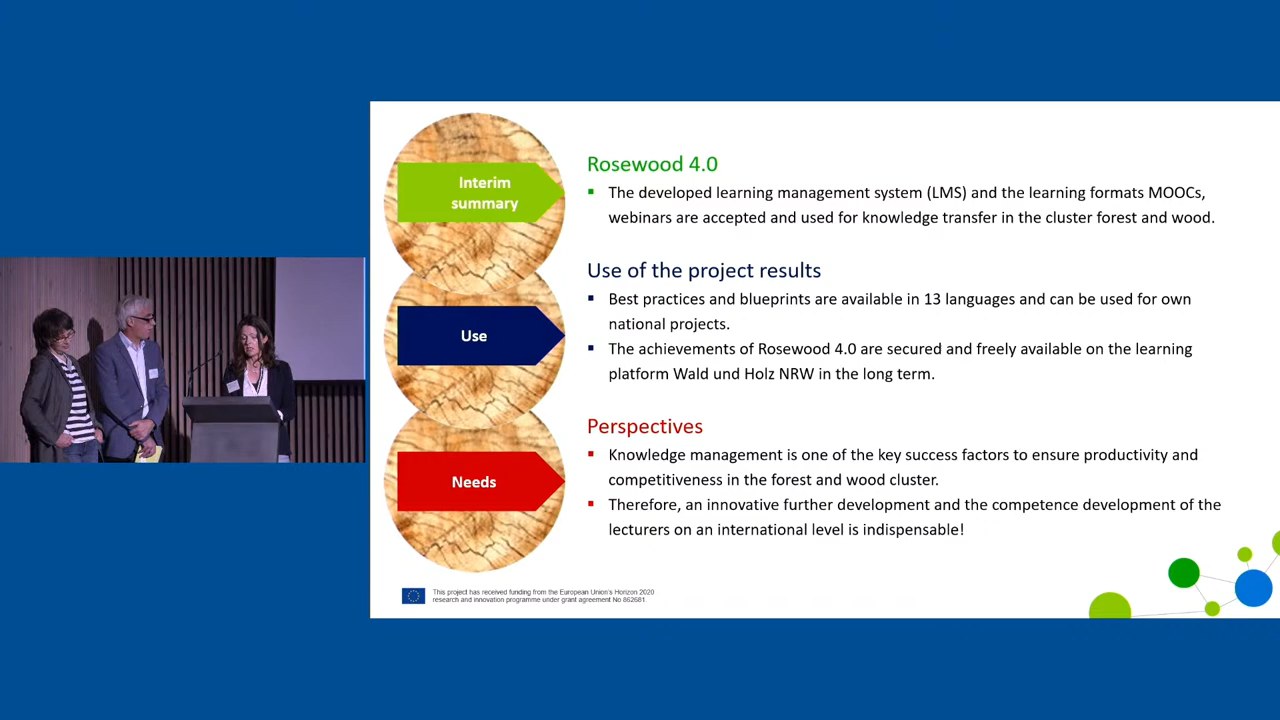 Interim
summary
Rosewood 4.0
▪ The developed learning management system (LMS) and the learning formats MOOCs,
webinars are accepted and used for knowledge transfer in the cluster forest and wood.
Use
Use of the project results
▪ Best practices and blueprints are available in 13 languages and can be used for own
national projects.
▪ The achievements of Rosewood 4.0 are secured and freely available on the learning
platform Wald und Holz NRW in the long term.
Needs
Perspectives
▪ Knowledge management is one of the key success factors to ensure productivity and
competitiveness in the forest and wood cluster.
▪ Therefore, an innovative further development and the competence development of the
lecturers on an international level is indispensable!
This project has received funding from the European Union's Horizon 2020
research and innovation programme under grant agreement No 862681.